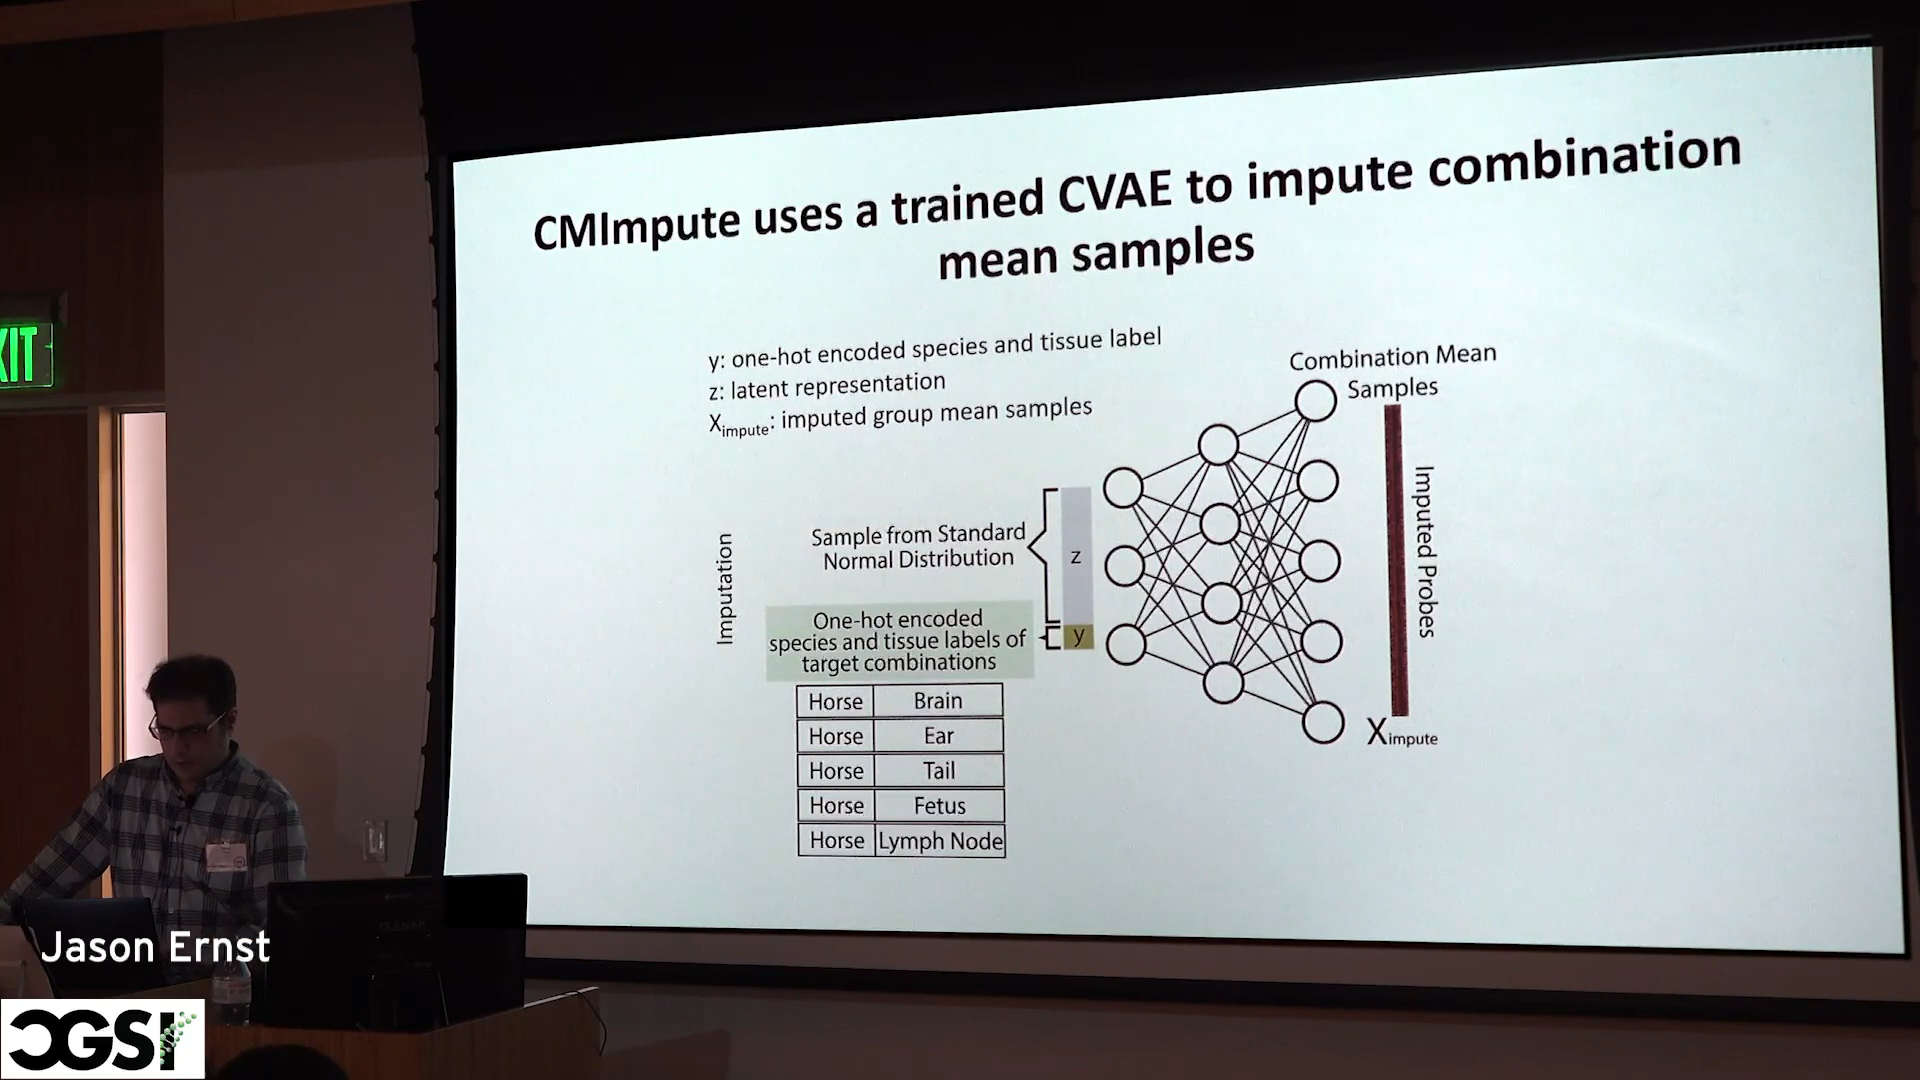 CMImpute uses a trained CVAE to impute combination
mean samples
y: one-hot encoded species and tissue label
z: latent representation
Ximpute: imputed group mean samples
Combination Mean
Samples
Imputation
Sample from Standard
Normal Distribution
z
One-hot encoded
species and tissue labels of
target combinations
y
Imputed Probes
Ximpute
Horse Brain
Horse Ear
Horse Tail
Horse Fetus
Horse Lymph Node
Jason Ernst
CGSI